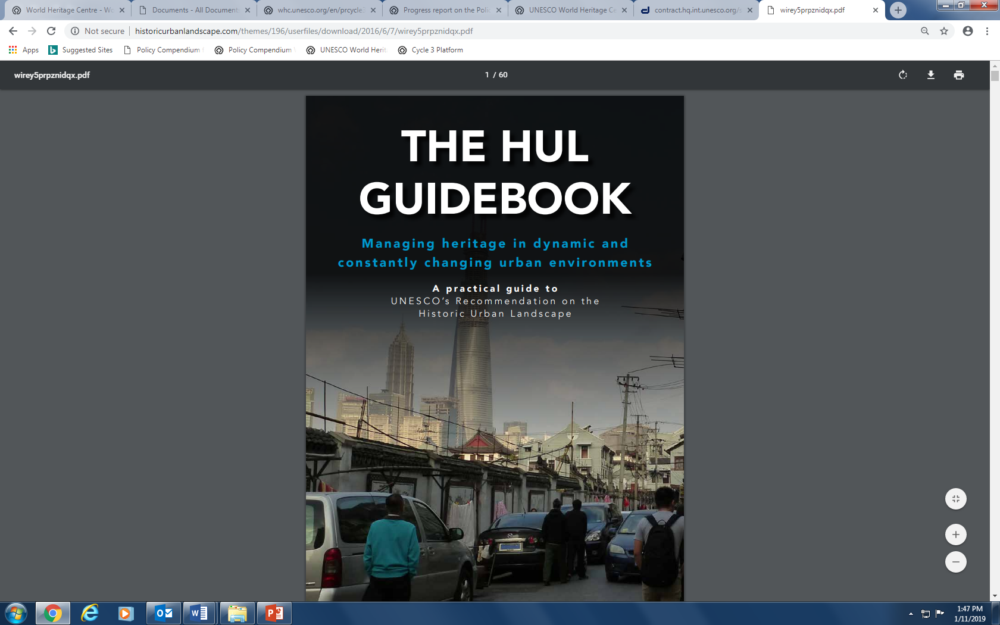 World Heritage Centre - Wo
Documents - All Document
whc.unesco.org/en/prcycle3
Progress report on the Polic
UNESCO World Heritage Ce
contract.hq.int.unesco.org/s
wirey5prpznidqx.pdf
Not secure
historicurbanlandscape.com/themes/196/userfiles/download/2016/6/7/wirey5prpznidqx.pdf
Apps
Suggested Sites
Policy Compendium f
Policy Compendium V
UNESCO World Herit
Cycle 3 Platform
wirey5prpznidqx.pdf
1 / 60
THE HUL
GUIDEBOOK
Managing heritage in dynamic and
constantly changing urban environments
A practical guide to
UNESCO's Recommendation on the
Historic Urban Landscape
1:47 PM
1/11/2019